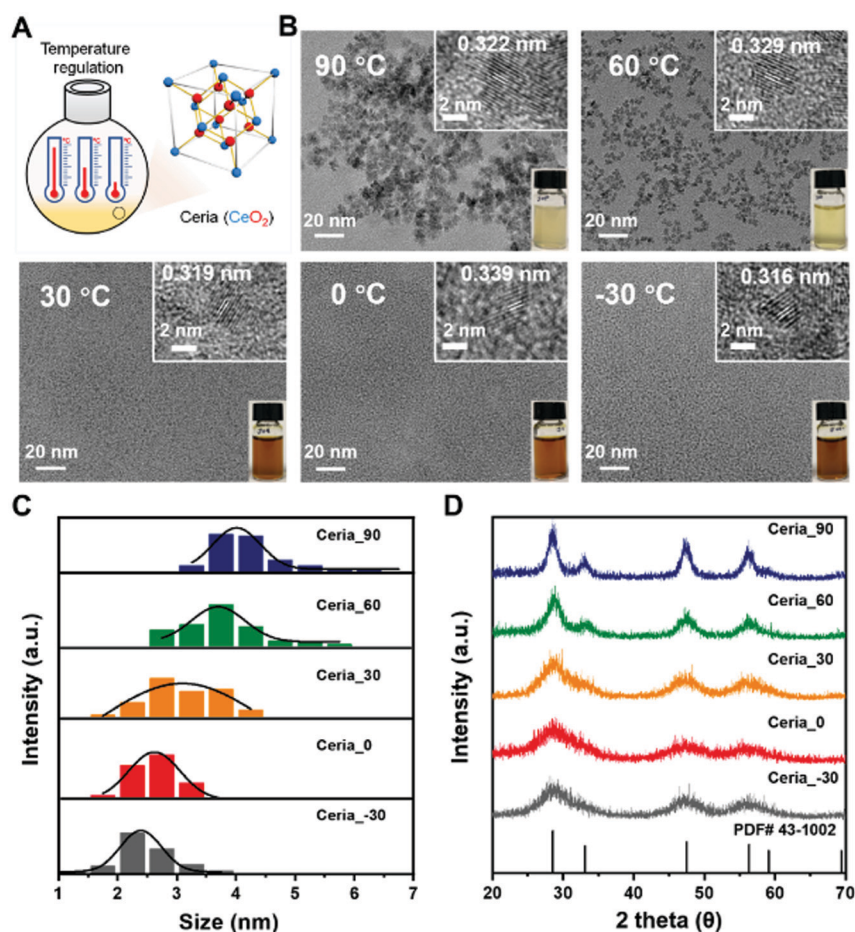 A
Temperature
regulation
°C °C °C
Ceria (CeO2)
B
90 °C
0.322 nm
2 nm
20 nm
60 °C
0.329 nm
2 nm
20 nm
30 °C
0.319 nm
2 nm
20 nm
0 °C
0.339 nm
2 nm
20 nm
-30 °C
0.316 nm
2 nm
20 nm
C
Ceria_90
Ceria_60
Ceria_30
Ceria_0
Ceria_-30
Intensity (a.u.)
1 2 3 4 5 6 7
Size (nm)
D
Ceria_90
Ceria_60
Ceria_30
Ceria_0
Ceria_-30
PDF# 43-1002
Intensity (a.u.)
20 30 40 50 60 70
2 theta (θ)